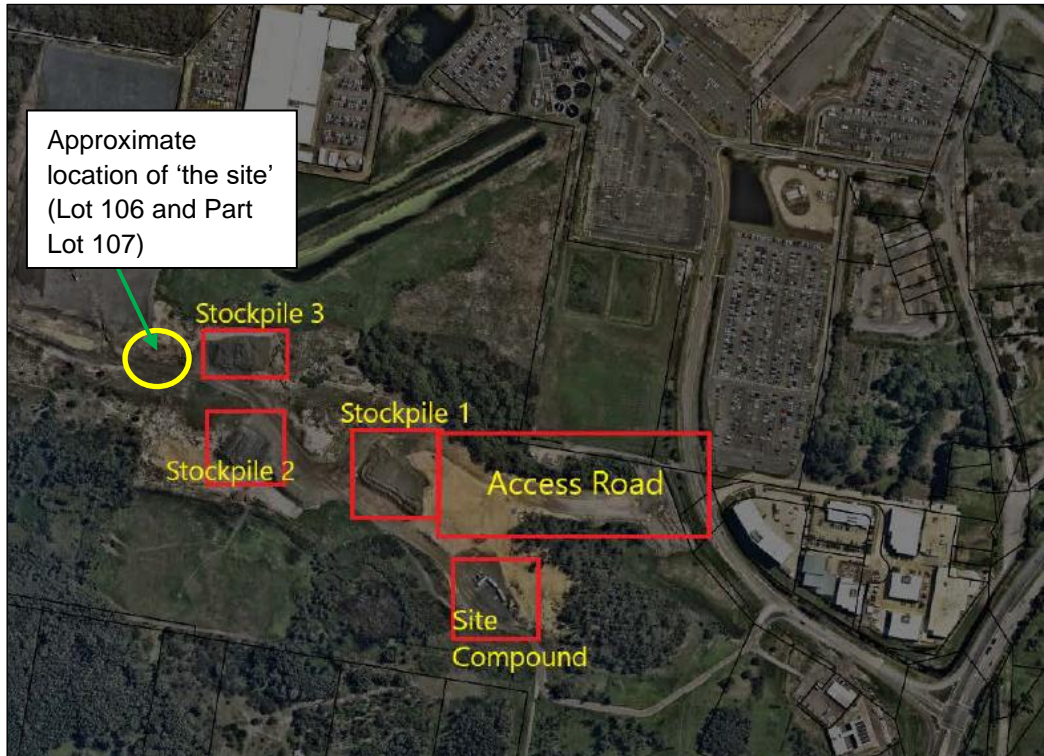 Approximate
location of ‘the site’
(Lot 106 and Part
Lot 107)
Stockpile 3
Stockpile 1
Stockpile 2
Access Road
Site
Compound